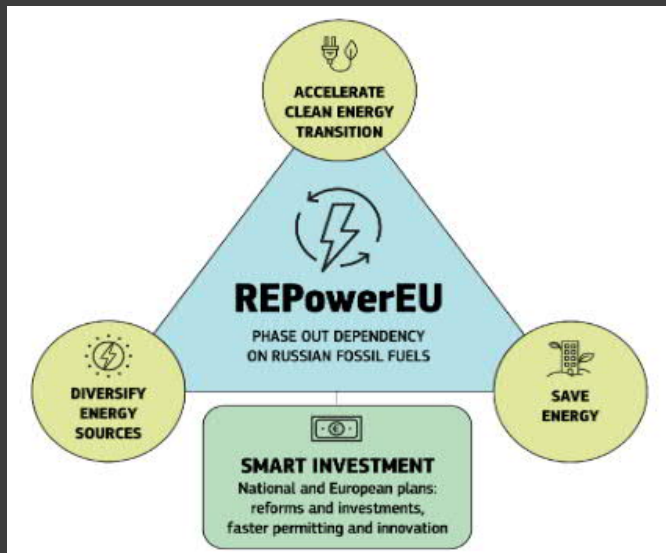 ACCELERATE
CLEAN ENERGY
TRANSITION
REPowerEU
PHASE OUT DEPENDENCY
ON RUSSIAN FOSSIL FUELS
DIVERSIFY
ENERGY
SOURCES
SAVE
ENERGY
SMART INVESTMENT
National and European plans:
reforms and investments,
faster permitting and innovation